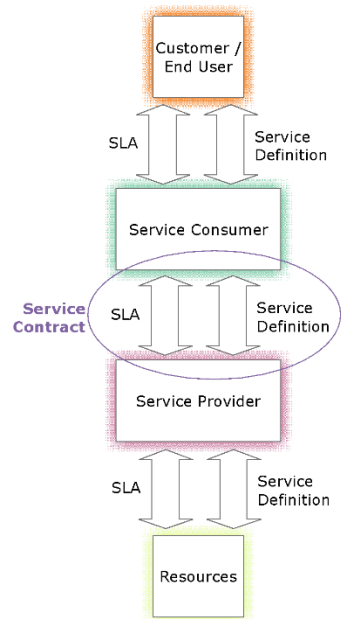 Customer /
End User
SLA
Service
Definition
Service Consumer
Service
Contract
SLA
Service
Definition
Service Provider
SLA
Service
Definition
Resources